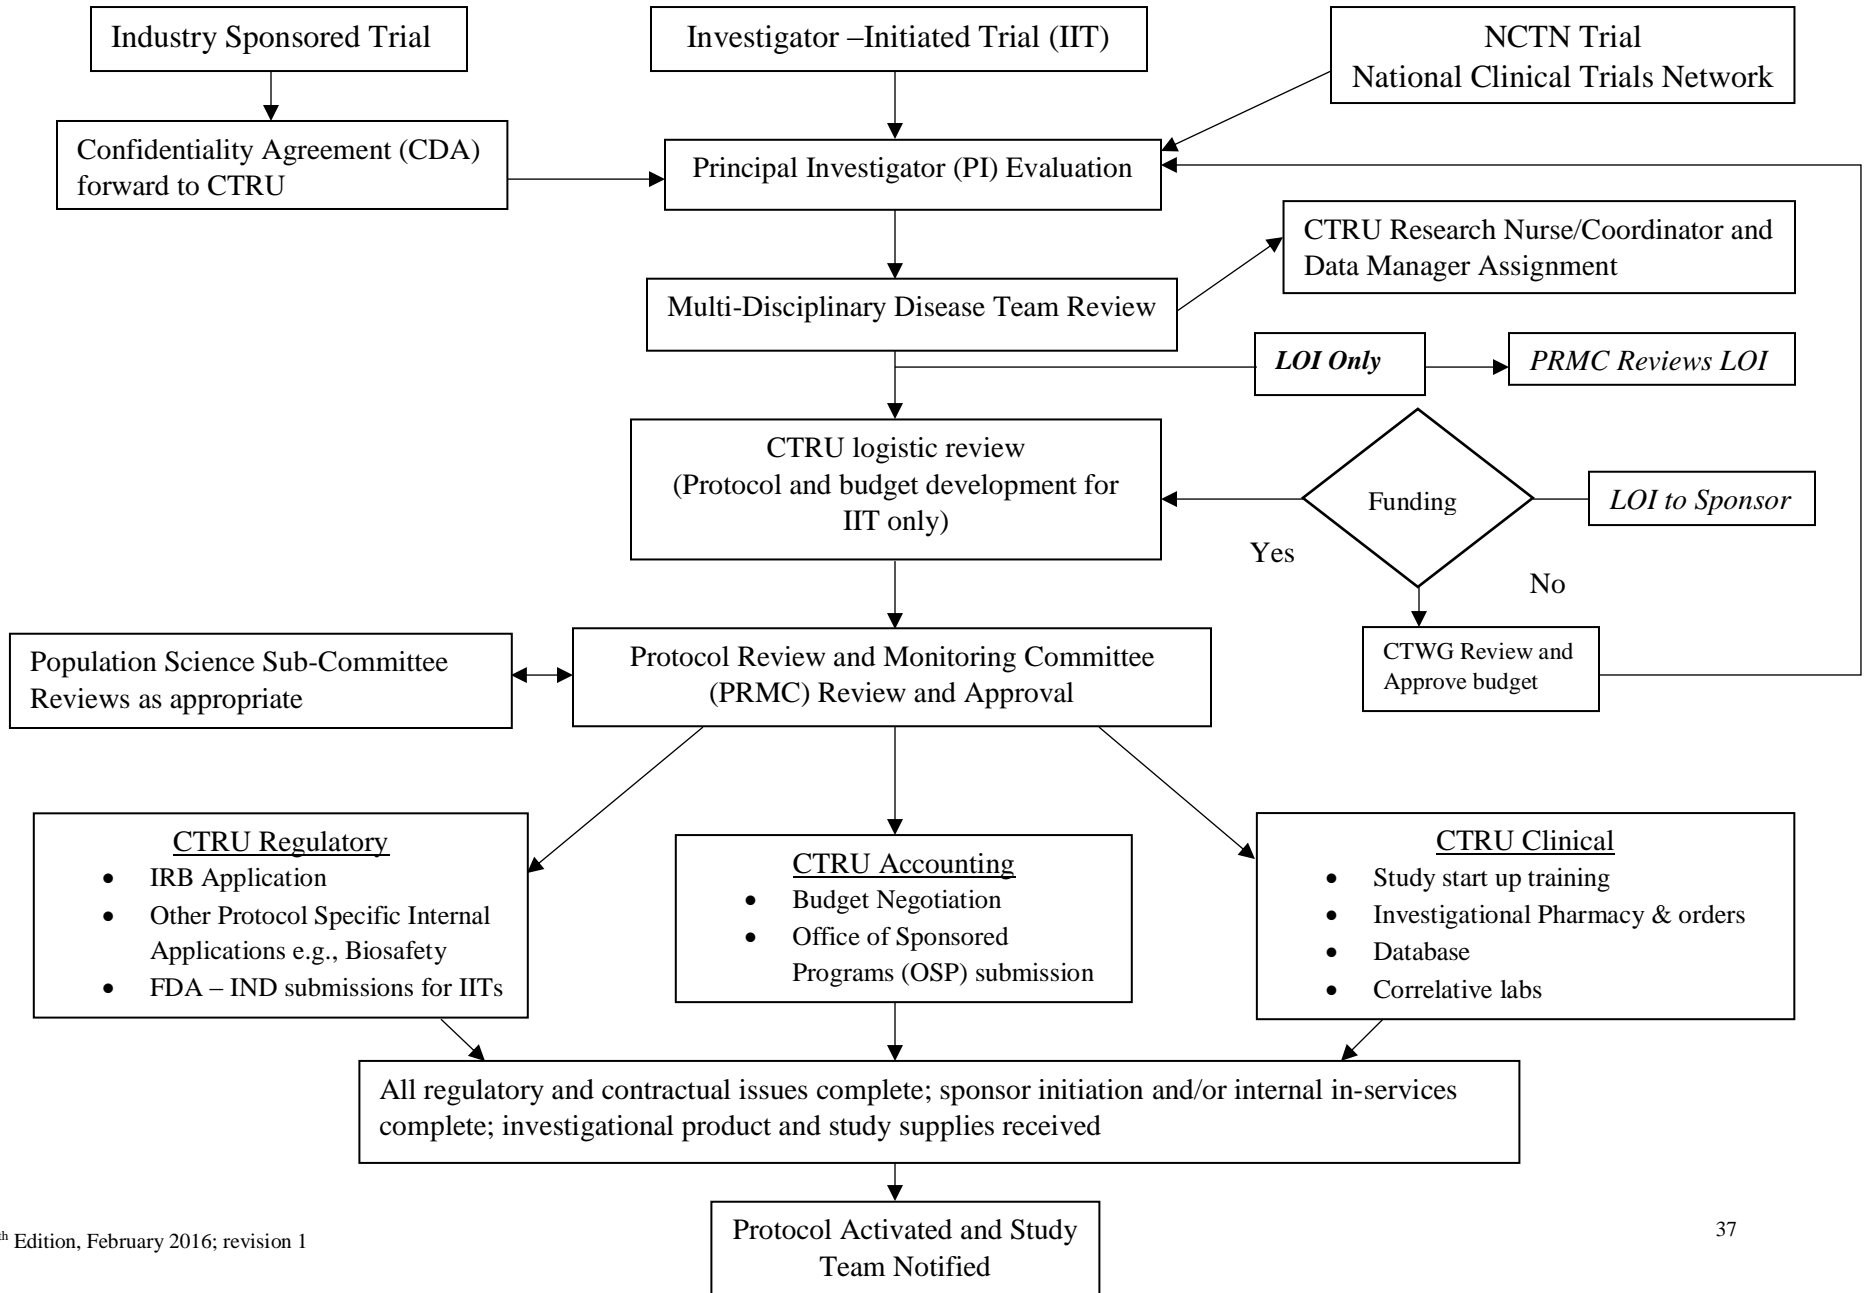 Industry Sponsored Trial
Investigator –Initiated Trial (IIT)
NCTN Trial
National Clinical Trials Network
Confidentiality Agreement (CDA)
forward to CTRU
Principal Investigator (PI) Evaluation
CTRU Research Nurse/Coordinator and
Data Manager Assignment
Multi-Disciplinary Disease Team Review
LOI Only
PRMC Reviews LOI
CTRU logistic review
(Protocol and budget development for
IIT only)
Funding
LOI to Sponsor
Yes
No
CTWG Review and
Approve budget
Population Science Sub-Committee
Reviews as appropriate
Protocol Review and Monitoring Committee
(PRMC) Review and Approval
CTRU Regulatory
• IRB Application
• Other Protocol Specific Internal
Applications e.g., Biosafety
• FDA – IND submissions for IITs
CTRU Accounting
• Budget Negotiation
• Office of Sponsored
Programs (OSP) submission
CTRU Clinical
• Study start up training
• Investigational Pharmacy & orders
• Database
• Correlative labs
All regulatory and contractual issues complete; sponsor initiation and/or internal in-services
complete; investigational product and study supplies received
Protocol Activated and Study
Team Notified
th Edition, February 2016; revision 1
37